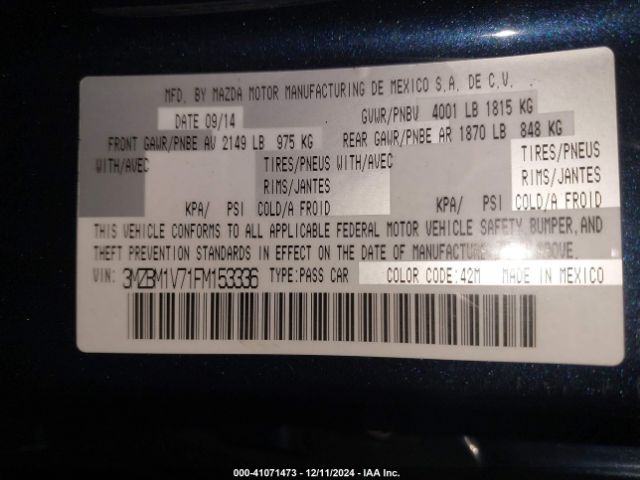 MFD. BY MAZDA MOTOR MANUFACTURING DE MEXICO S.A. DE C.V.
DATE 09/14 GVWR/PNBV 4001 LB 1815 KG
FRONT GAWR/PNBE AV 2149 LB 975 KG REAR GAWR/PNBE AR 1870 LB 848 KG
WITH/AVEC TIRES/PNEUS WITH/AVEC TIRES/PNEUS
RIMS/JANTES RIMS/JANTES
KPA/ PSI COLD/A FROID KPA/ PSI COLD/A FROID
THIS VEHICLE CONFORMS TO ALL APPLICABLE FEDERAL MOTOR VEHICLE SAFETY BUMPER, AND
THEFT PREVENTION STANDARDS IN EFFECT ON THE DATE OF MANUFACTURE SHOWN ABOVE.
VIN: 3MZBM1V71FM153336 TYPE:PASS CAR COLOR CODE:42M MADE IN MEXICO
000-41071473 - 12/11/2024 - IAA Inc.